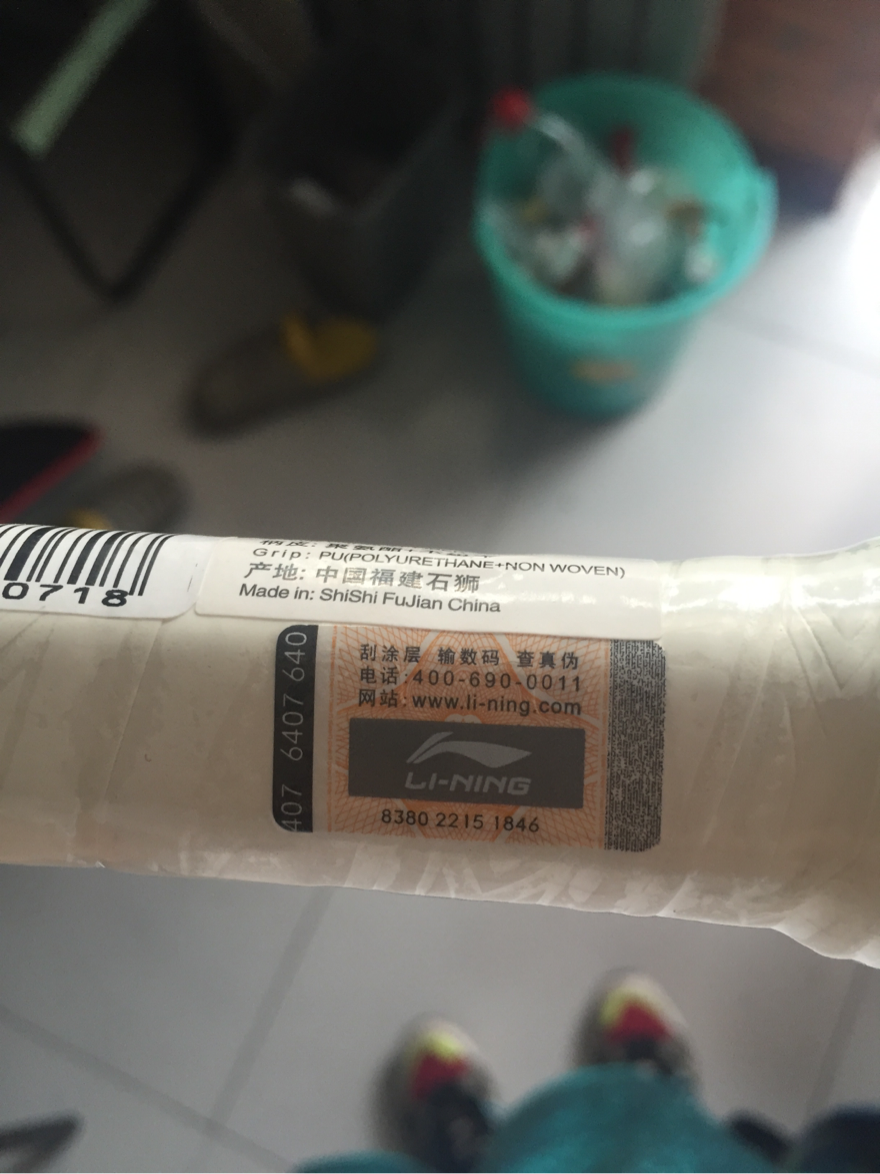 Grip: PU(POLYURETHANE+NON WOVEN)
产地: 中国福建石狮
Made in: ShiShi FuJian China
0718
刮涂层 输数码 查真伪
电话:400-690-0011
网站:www.li-ning.com
LI-NING
8380 2215 1846
407 6407 640